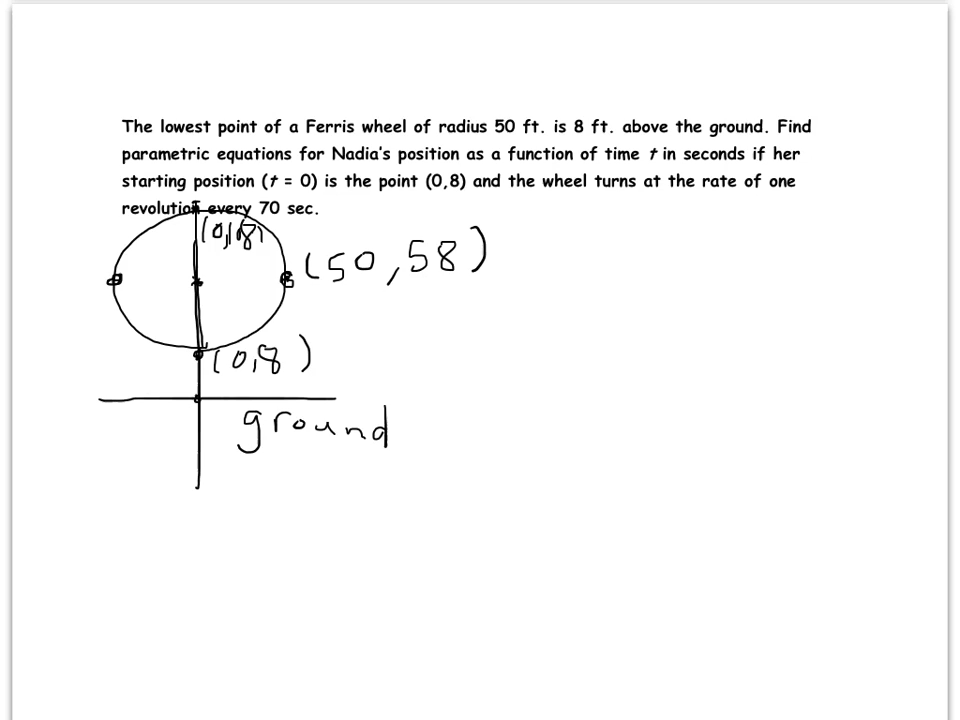 The lowest point of a Ferris wheel of radius 50 ft. is 8 ft. above the ground. Find
parametric equations for Nadia's position as a function of time t in seconds if her
starting position (t = 0) is the point (0,8) and the wheel turns at the rate of one
revolution every 70 sec.
(50,58)
(0,8)
ground